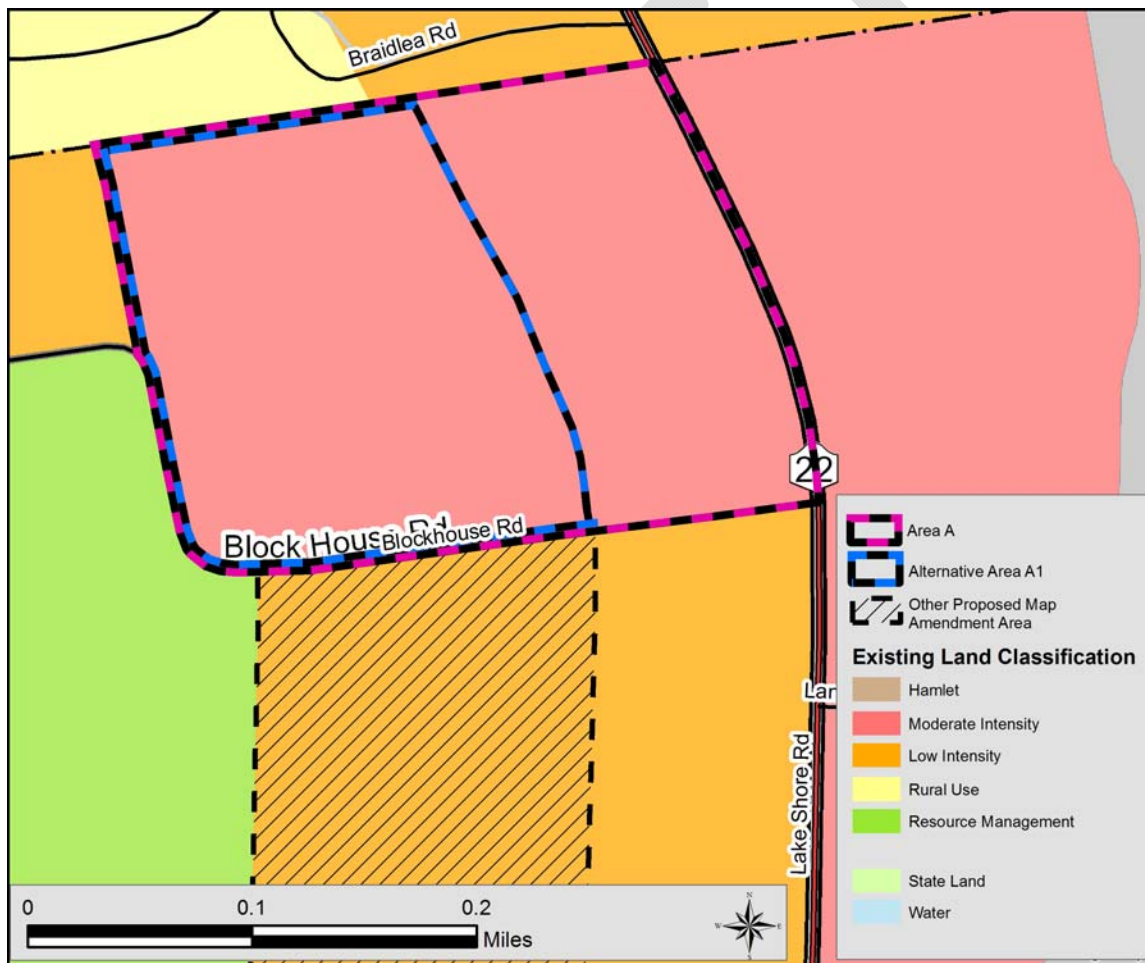 Braidlea Rd
22
Block House Rd
Blockhouse Rd
Lake Shore Rd
Area A
Alternative Area A1
Other Proposed Map
Amendment Area
Existing Land Classification
Hamlet
Moderate Intensity
Low Intensity
Rural Use
Resource Management
State Land
Water
0 0.1 0.2
Miles
N
W E
S